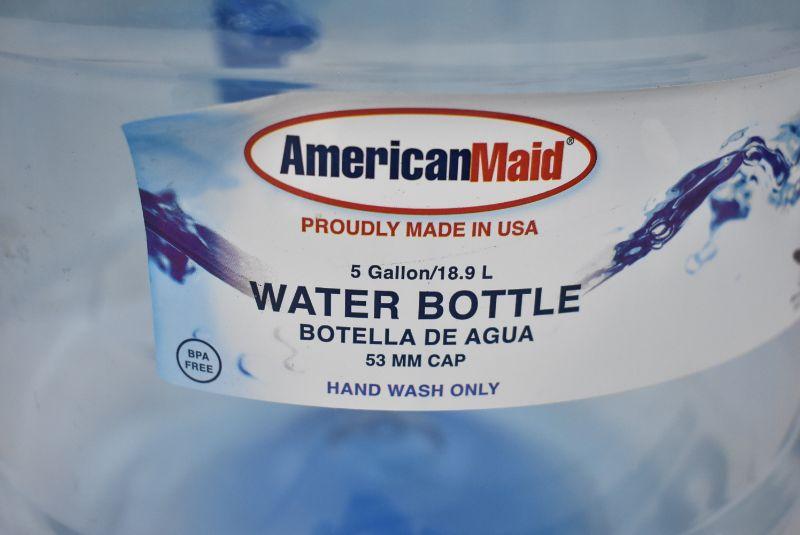 AmericanMaid®
PROUDLY MADE IN USA
5 Gallon/18.9 L
WATER BOTTLE
BOTELLA DE AGUA
53 MM CAP
BPA
FREE
HAND WASH ONLY